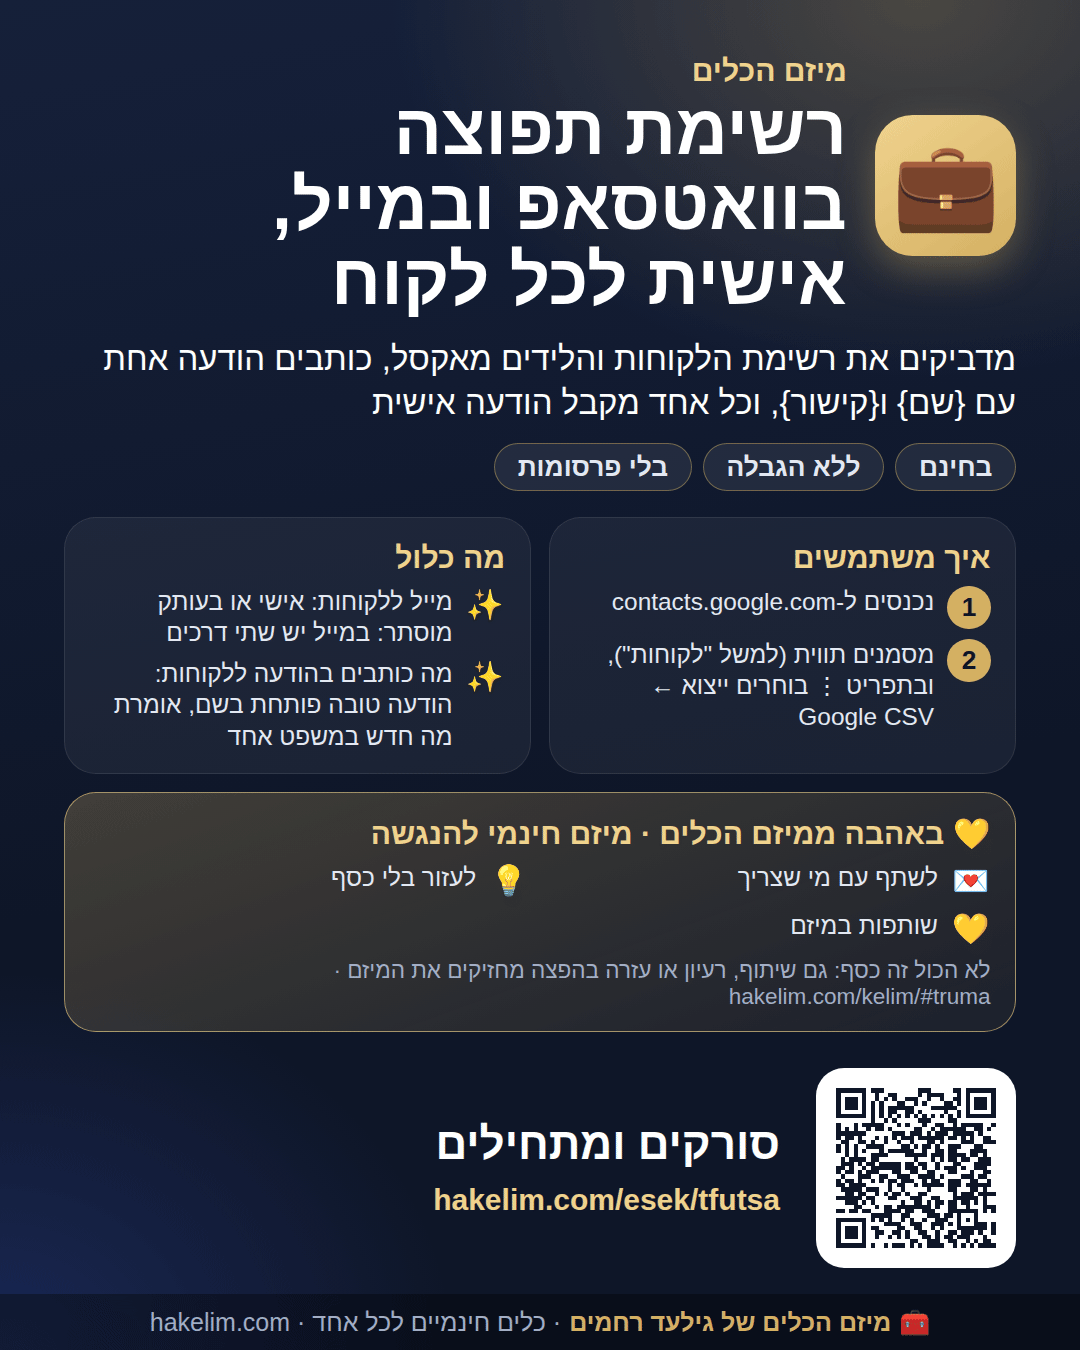 מיזם הכלים
רשימת תפוצה
בוואטסאפ ובמייל,
אישית לכל לקוח
מדביקים את רשימת הלקוחות והלידים מאקסל, כותבים הודעה אחת
עם {שם} ו{קישור}, וכל אחד מקבל הודעה אישית
בחינם
ללא הגבלה
בלי פרסומות
איך משתמשים
1 נכנסים ל-contacts.google.com
2 מסמנים תווית (למשל "לקוחות"),
ובתפריט ⋮ בוחרים ייצוא ←
Google CSV
מה כלול
✨ מייל ללקוחות: אישי או בעותק
מוסתר: במייל יש שתי דרכים
✨ מה כותבים בהודעה ללקוחות:
הודעה טובה פותחת בשם, אומרת
מה חדש במשפט אחד
💛 באהבה ממיזם הכלים · מיזם חינמי להנגשה
💌 לשתף עם מי שצריך
💡 לעזור בלי כסף
💛 שותפות במיזם
לא הכול זה כסף: גם שיתוף, רעיון או עזרה בהפצה מחזיקים את המיזם ·
hakelim.com/kelim/#truma
סורקים ומתחילים
hakelim.com/esek/tfutsa
🧰 מיזם הכלים של גילעד רחמים · כלים חינמיים לכל אחד · hakelim.com